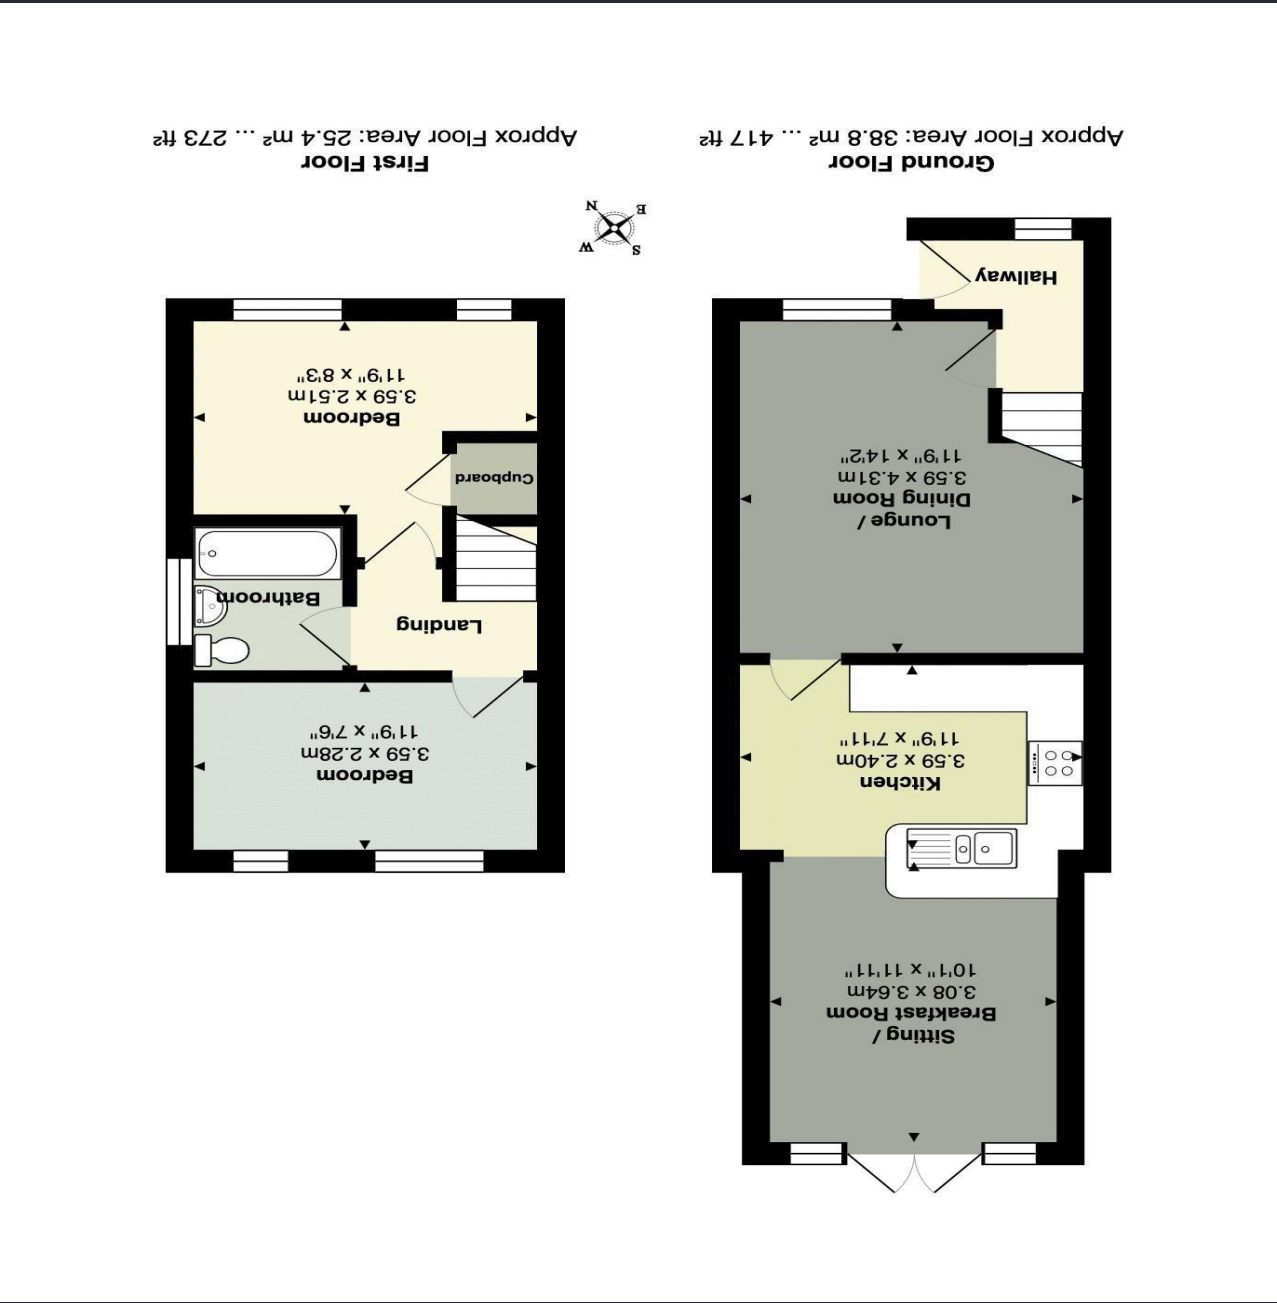 Sitting /
Breakfast Room
3.08 x 3.64m
10'1" x 11'11"
Kitchen
3.59 x 2.40m
11'9" x 7'11"
Lounge /
Dining Room
3.59 x 4.31m
11'9" x 14'2"
Hallway
Ground Floor
Approx Floor Area: 38.8 m² ... 417 ft²
Bedroom
3.59 x 2.28m
11'9" x 7'6"
Landing
Bathroom
Cupboard
Bedroom
3.59 x 2.51m
11'9" x 8'3"
S
W
E
N
First Floor
Approx Floor Area: 25.4 m² ... 273 ft²